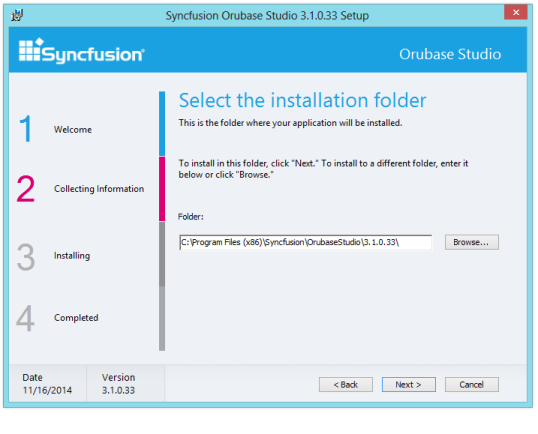 Syncfusion Orubase Studio 3.1.0.33 Setup
Syncfusion
Orubase Studio
Select the installation folder
This is the folder where your application will be installed.
1 Welcome
To install in this folder, click "Next." To install to a different folder, enter it
below or click "Browse."
2 Collecting Information
Folder:
C:\Program Files (x86)\Syncfusion\OrubaseStudio\3.1.0.33\
Browse...
3 Installing
4 Completed
Date
11/16/2014
Version
3.1.0.33
< Back
Next >
Cancel